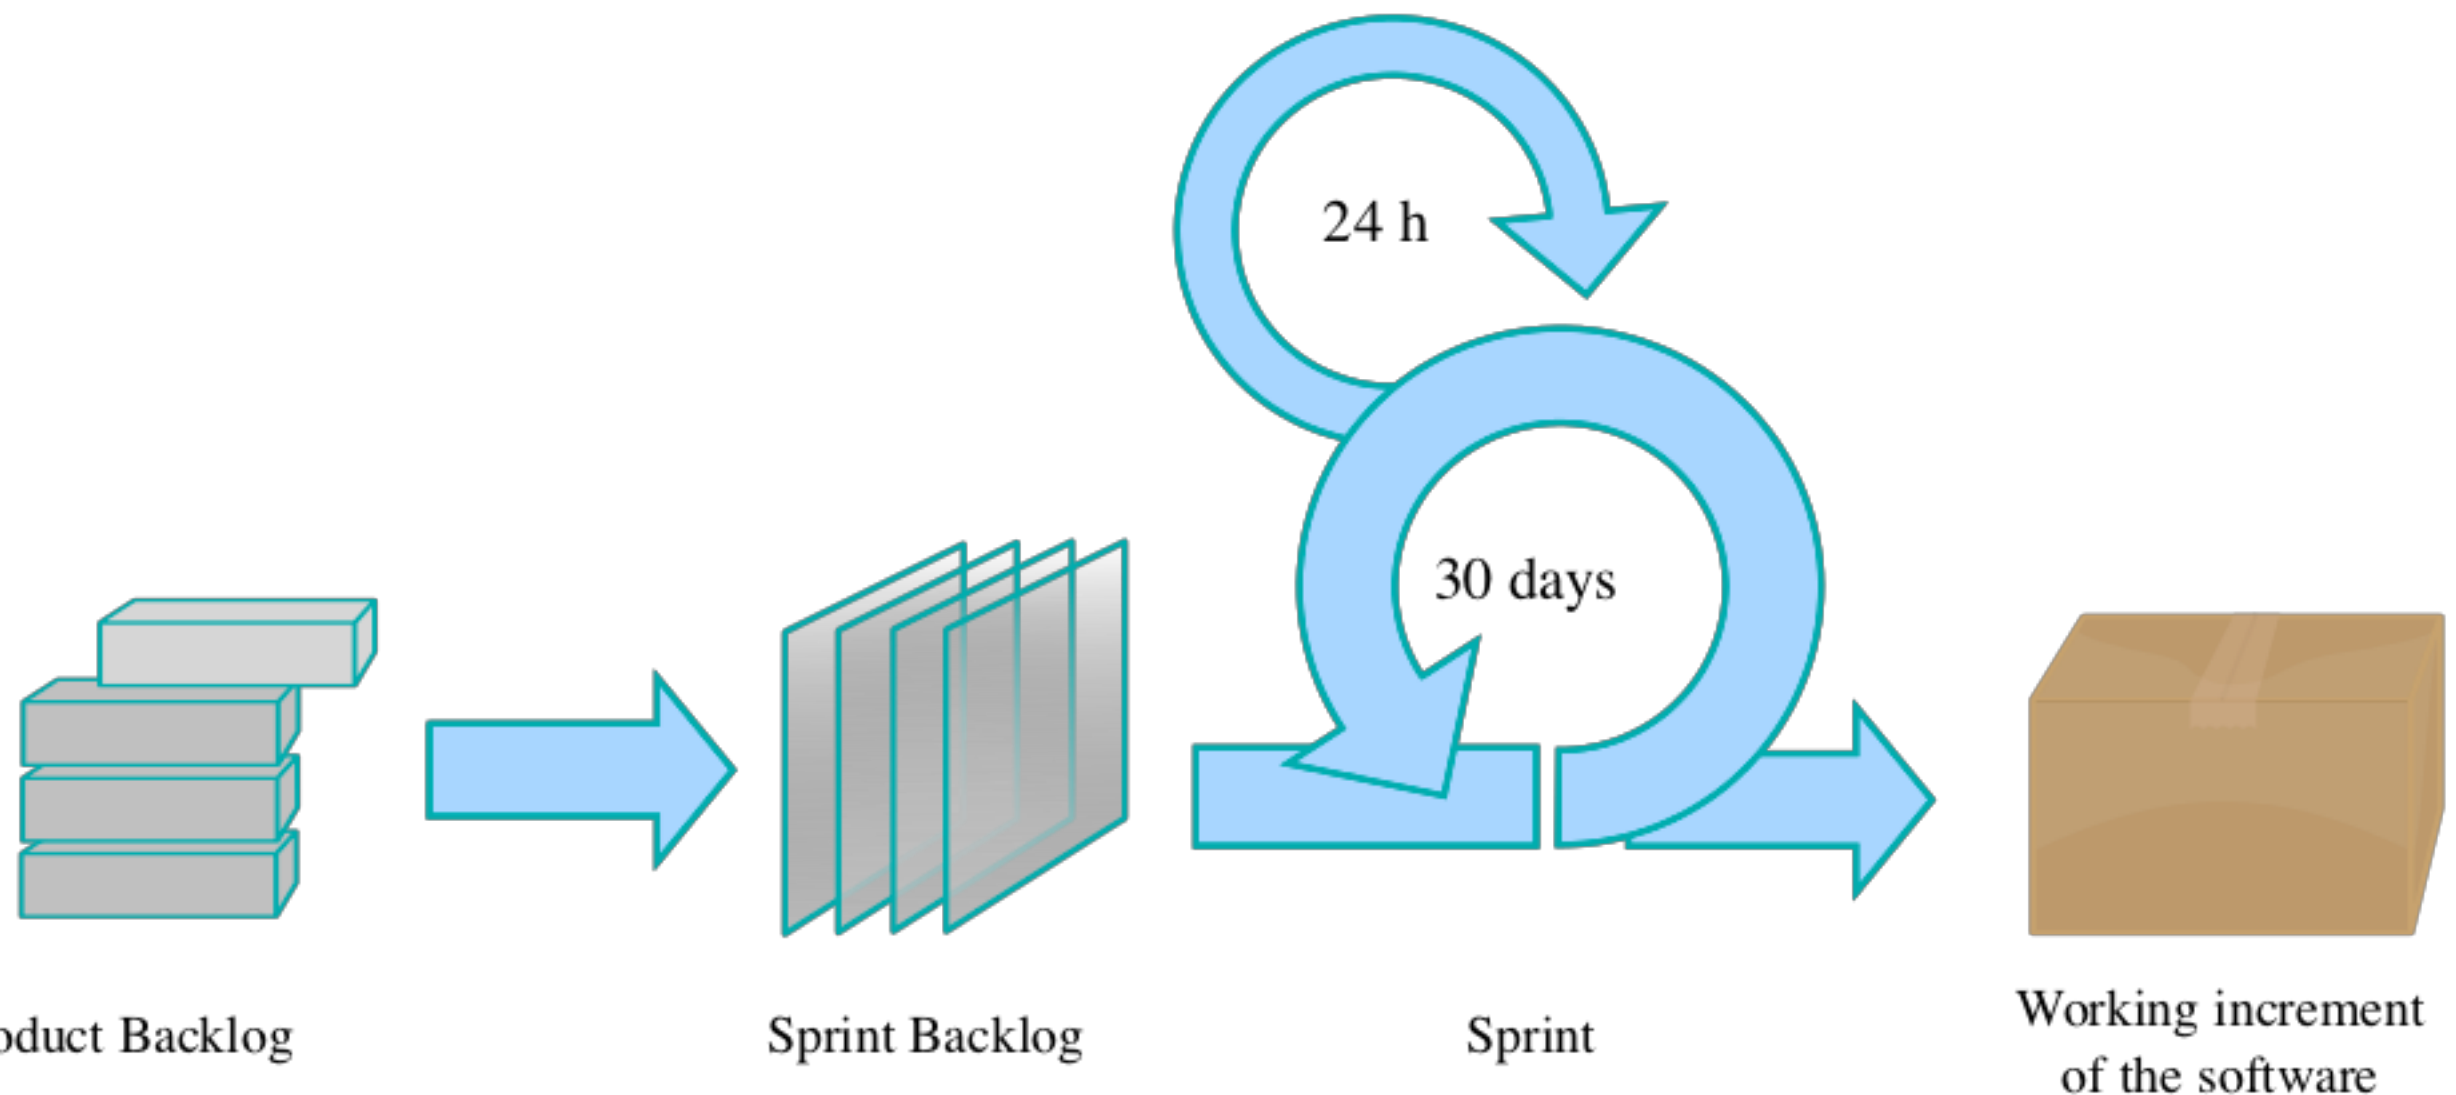 24 h
30 days
oduct Backlog
Sprint Backlog
Sprint
Working increment
of the software